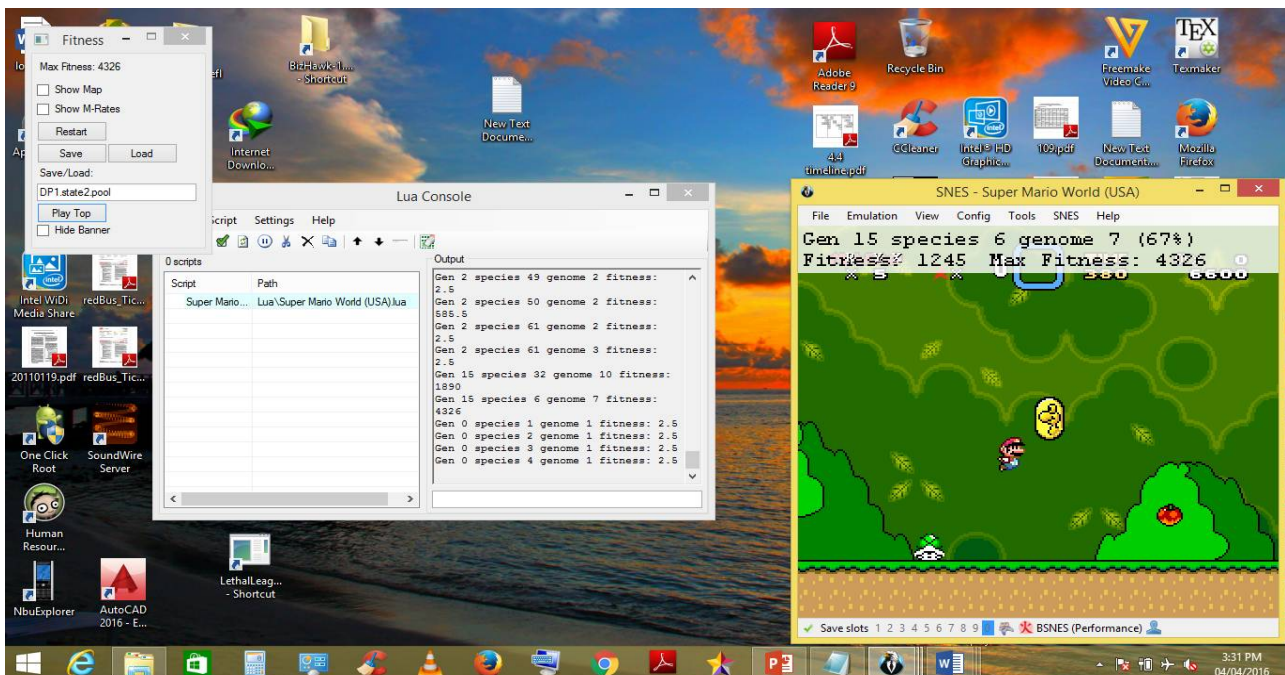 Fitness
Max Fitness: 4326
Show Map
Show M-Rates
Restart
Save Load
Save/Load:
DP1.state2.pool
Play Top
Hide Banner
BizHawk-1....
- Shortcut
New Text
Docume...
Internet
Downlo...
Adobe
Reader 9
Recycle Bin
Freemake
Video C...
TEX
Texmaker
4.4
timeline.pdf
CCleaner
Intel® HD
Graphic...
109.pdf
New Text
Document...
Mozilla
Firefox
Lua Console
Script Settings Help
0 scripts
Script Path
Super Mario... Lua\Super Mario World (USA).lua
Output
Gen 2 species 49 genome 2 fitness:
2.5
Gen 2 species 50 genome 2 fitness:
585.5
Gen 2 species 61 genome 2 fitness:
2.5
Gen 2 species 61 genome 3 fitness:
2.5
Gen 15 species 32 genome 10 fitness:
1890
Gen 15 species 6 genome 7 fitness:
4326
Gen 0 species 1 genome 1 fitness: 2.5
Gen 0 species 2 genome 1 fitness: 2.5
Gen 0 species 3 genome 1 fitness: 2.5
Gen 0 species 4 genome 1 fitness: 2.5
SNES - Super Mario World (USA)
File Emulation View Config Tools SNES Help
Gen 15 species 6 genome 7 (67%)
Fitness: 1245 Max Fitness: 4326
x 5 380 6600
Save slots 1 2 3 4 5 6 7 8 9 0 BSNES (Performance)
Intel WiDi
Media Share
redBus_Tic...
20110119.pdf
redBus_Tic...
One Click
Root
SoundWire
Server
Human
Resour...
NbuExplorer
AutoCAD
2016 - E...
LethalLeag...
- Shortcut
3:31 PM
04/04/2016